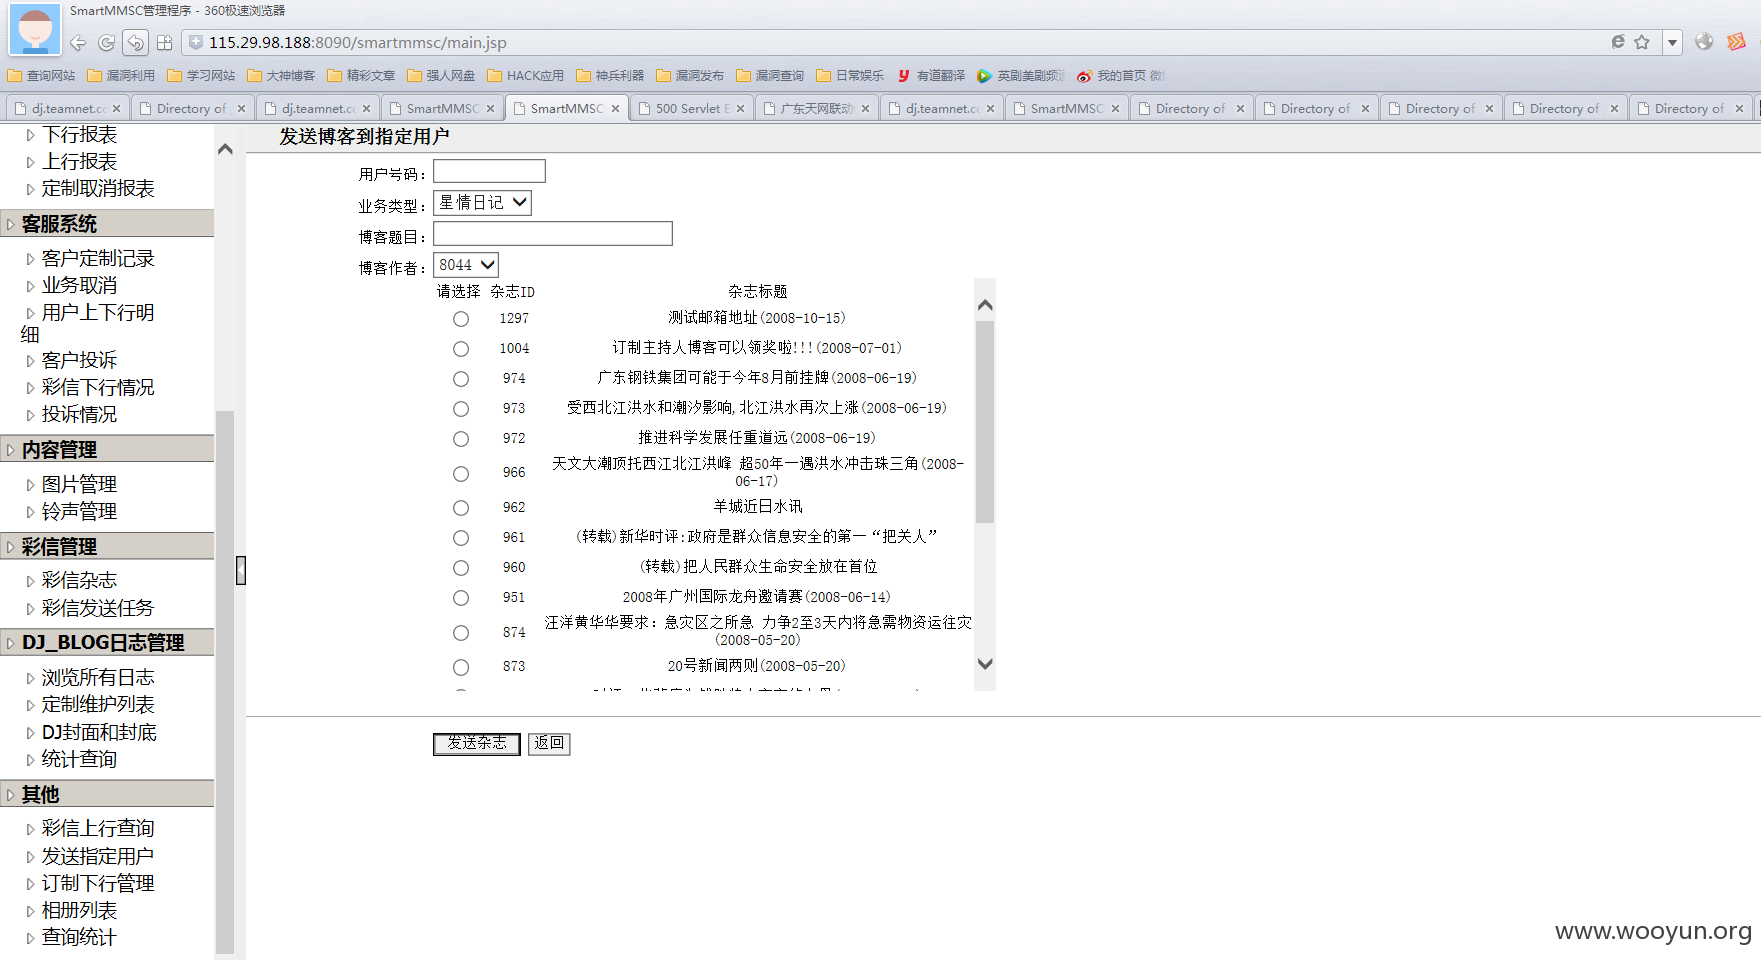 SmartMMSC管理程序 - 360极速浏览器
115.29.98.188:8090/smartmmsc/main.jsp
查询网站 漏洞利用 学习网站 大神博客 精彩文章 强人网盘 HACK应用 神兵利器 漏洞发布 漏洞查询 日常娱乐 有道翻译 英剧美剧频道 我的首页 微
dj.teamnet.cc Directory of dj.teamnet.cc SmartMMSC SmartMMSC 500 Servlet E 广东天网联动 dj.teamnet.cc SmartMMSC Directory of Directory of Directory of Directory of Directory of
下行报表
上行报表
定制取消报表
客服系统
客户定制记录
业务取消
用户上下行明
细
客户投诉
彩信下行情况
投诉情况
内容管理
图片管理
铃声管理
彩信管理
彩信杂志
彩信发送任务
DJ_BLOG日志管理
浏览所有日志
定制维护列表
DJ封面和封底
统计查询
其他
彩信上行查询
发送指定用户
订制下行管理
相册列表
查询统计
发送博客到指定用户
用户号码：
业务类型： 星情日记
博客题目：
博客作者： 8044
请选择 杂志ID 杂志标题
1297 测试邮箱地址(2008-10-15)
1004 订制主持人博客可以领奖啦!!!(2008-07-01)
974 广东钢铁集团可能于今年8月前挂牌(2008-06-19)
973 受西北江洪水和潮汐影响,北江洪水再次上涨(2008-06-19)
972 推进科学发展任重道远(2008-06-19)
966 天文大潮顶托西江北江洪峰 超50年一遇洪水冲击珠三角(2008-
06-17)
962 羊城近日水讯
961 (转载)新华时评:政府是群众信息安全的第一“把关人”
960 (转载)把人民群众生命安全放在首位
951 2008年广州国际龙舟邀请赛(2008-06-14)
874 汪洋黄华华要求：急灾区之所急 力争2至3天内将急需物资运往灾
(2008-05-20)
873 20号新闻两则(2008-05-20)
发送杂志 返回
www.wooyun.org